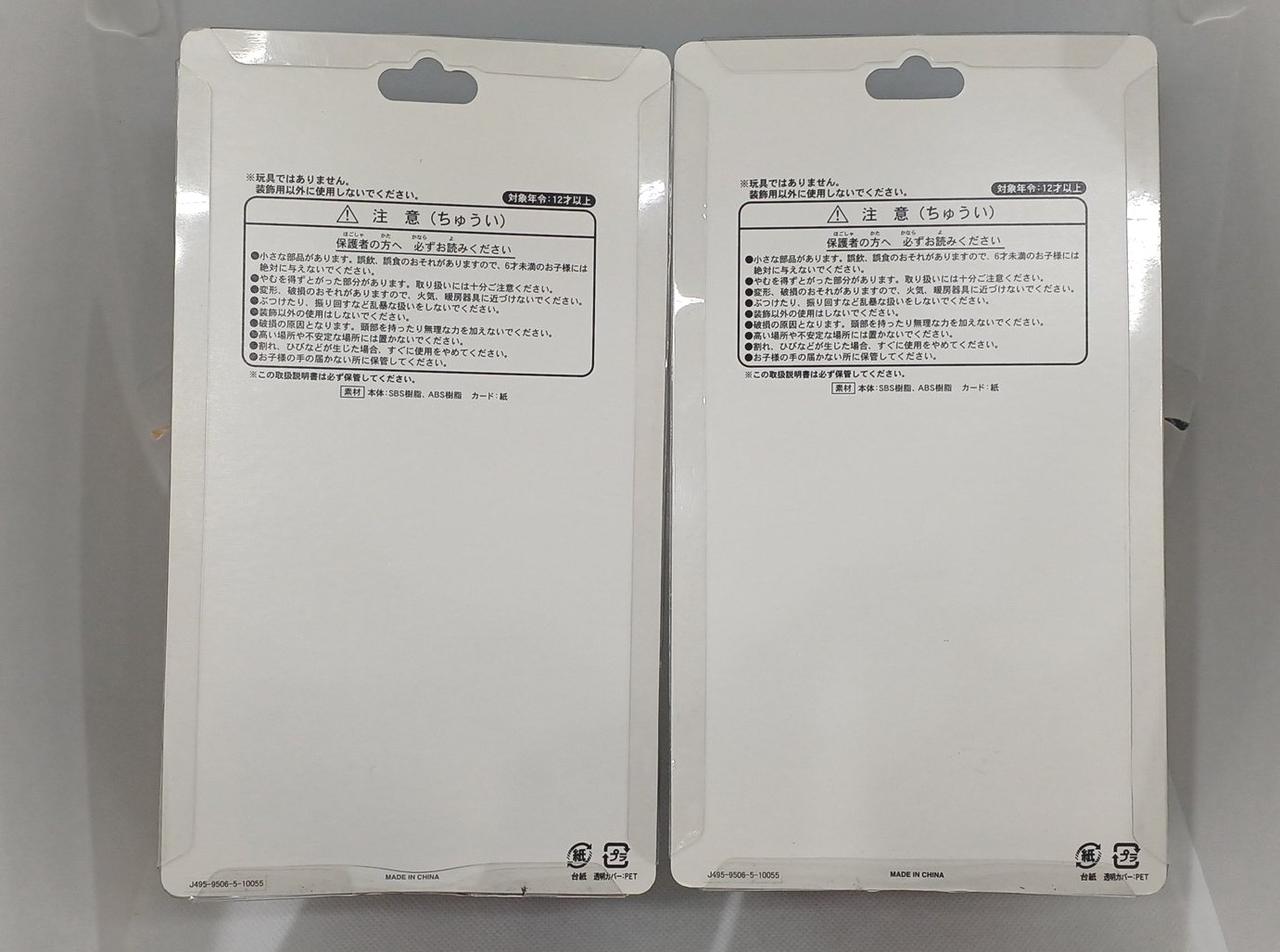 ※玩具ではありません。
装飾用以外に使用しないでください。
対象年令:12才以上
注 意(ちゅうい)
ほごしゃ かた かなら よ
保護者の方へ 必ずお読みください
●小さな部品があります。誤飲、誤食のおそれがありますので、6才未満のお子様には
絶対に与えないでください。
●やむを得ずとがった部分があります。取り扱いには十分ご注意ください。
●変形、破損のおそれがありますので、火気、暖房器具に近づけないでください。
●ぶつけたり、振り回すなど乱暴な扱いをしないでください。
●装飾以外の使用はしないでください。
●破損の原因となります。頭部を持ったり無理な力を加えないでください。
●高い場所や不安定な場所には置かないでください。
●割れ、ひびなどが生じた場合、すぐに使用をやめてください。
●お子様の手の届かない所に保管してください。
※この取扱説明書は必ず保管してください。
素材 本体:SBS樹脂、ABS樹脂 カード:紙
紙 プラ
台紙 透明カバー:PET
J495-9506-5-10055
MADE IN CHINA
※玩具ではありません。
装飾用以外に使用しないでください。
対象年令:12才以上
注 意(ちゅうい)
ほごしゃ かた かなら よ
保護者の方へ 必ずお読みください
●小さな部品があります。誤飲、誤食のおそれがありますので、6才未満のお子様には
絶対に与えないでください。
●やむを得ずとがった部分があります。取り扱いには十分ご注意ください。
●変形、破損のおそれがありますので、火気、暖房器具に近づけないでください。
●ぶつけたり、振り回すなど乱暴な扱いをしないでください。
●装飾以外の使用はしないでください。
●破損の原因となります。頭部を持ったり無理な力を加えないでください。
●高い場所や不安定な場所には置かないでください。
●割れ、ひびなどが生じた場合、すぐに使用をやめてください。
●お子様の手の届かない所に保管してください。
※この取扱説明書は必ず保管してください。
素材 本体:SBS樹脂、ABS樹脂 カード:紙
紙 プラ
台紙 透明カバー:PET
J495-9506-5-10055
MADE IN CHINA